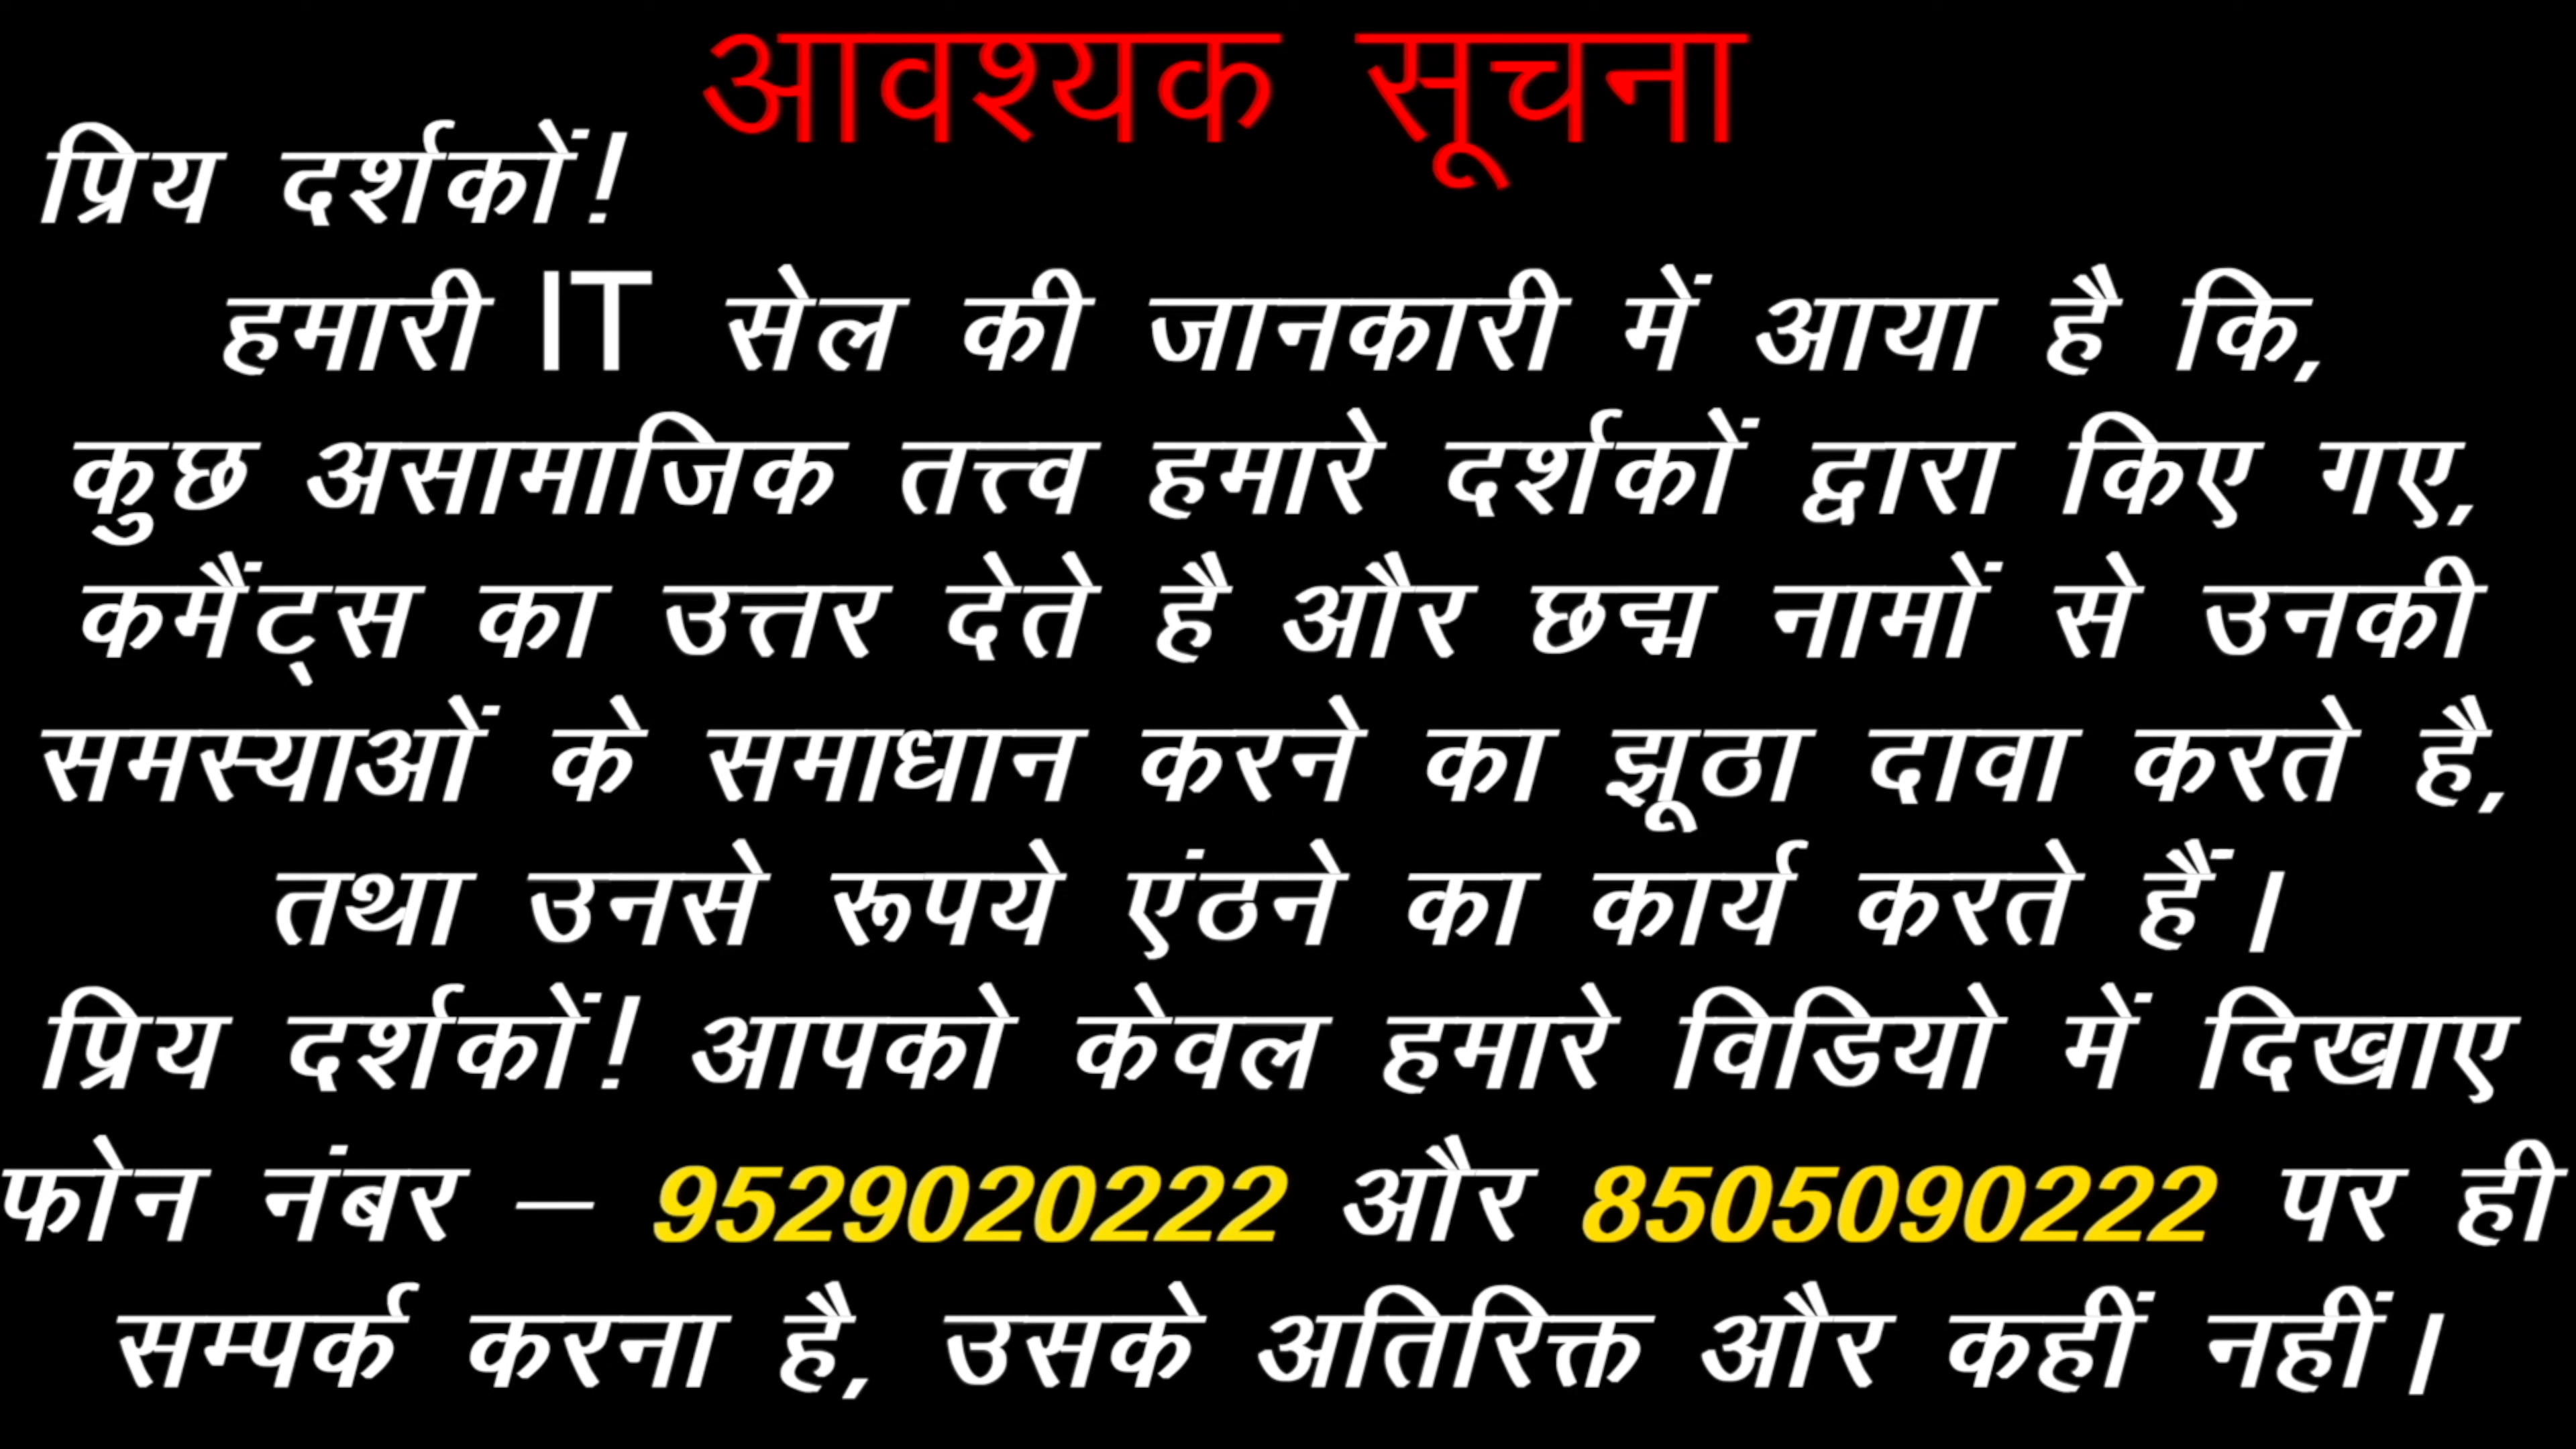 आवश्यक सूचना
प्रिय दर्शकों!
हमारी IT सेल की जानकारी में आया है कि,
कुछ असामाजिक तत्त्व हमारे दर्शकों द्वारा किए गए,
कमैंट्स का उत्तर देते है और छद्म नामों से उनकी
समस्याओं के समाधान करने का झूठा दावा करते है,
तथा उनसे रूपये एंठने का कार्य करते हैं।
प्रिय दर्शकों! आपको केवल हमारे विडियो में दिखाए
फोन नंबर – 9529020222 और 8505090222 पर ही
सम्पर्क करना है, उसके अतिरिक्त और कहीं नहीं।